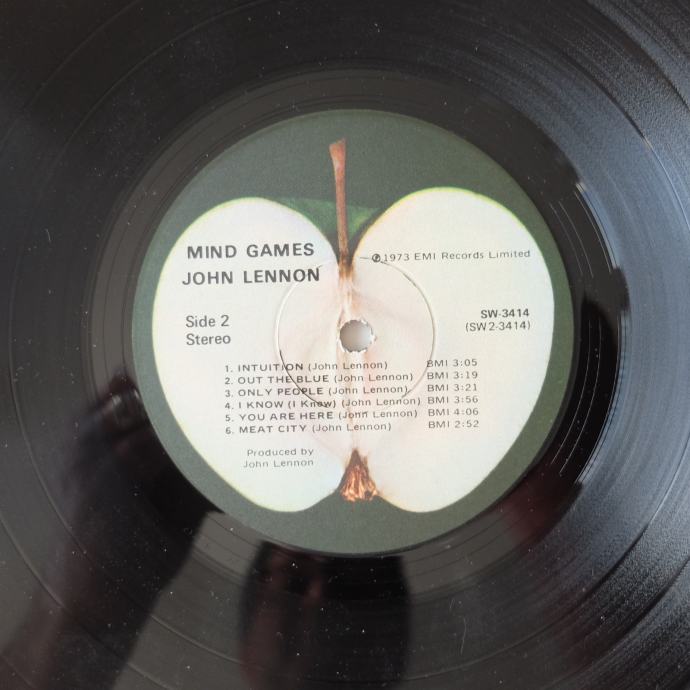 MIND GAMES
JOHN LENNON
℗1973 EMI Records Limited
Side 2
Stereo
SW-3414
(SW2-3414)
1. INTUITION (John Lennon) BMI 3:05
2. OUT THE BLUE (John Lennon) BMI 3:19
3. ONLY PEOPLE (John Lennon) BMI 3:21
4. I KNOW (I Know) (John Lennon) BMI 3:56
5. YOU ARE HERE (John Lennon) BMI 4:06
6. MEAT CITY (John Lennon) BMI 2:52
Produced by
John Lennon